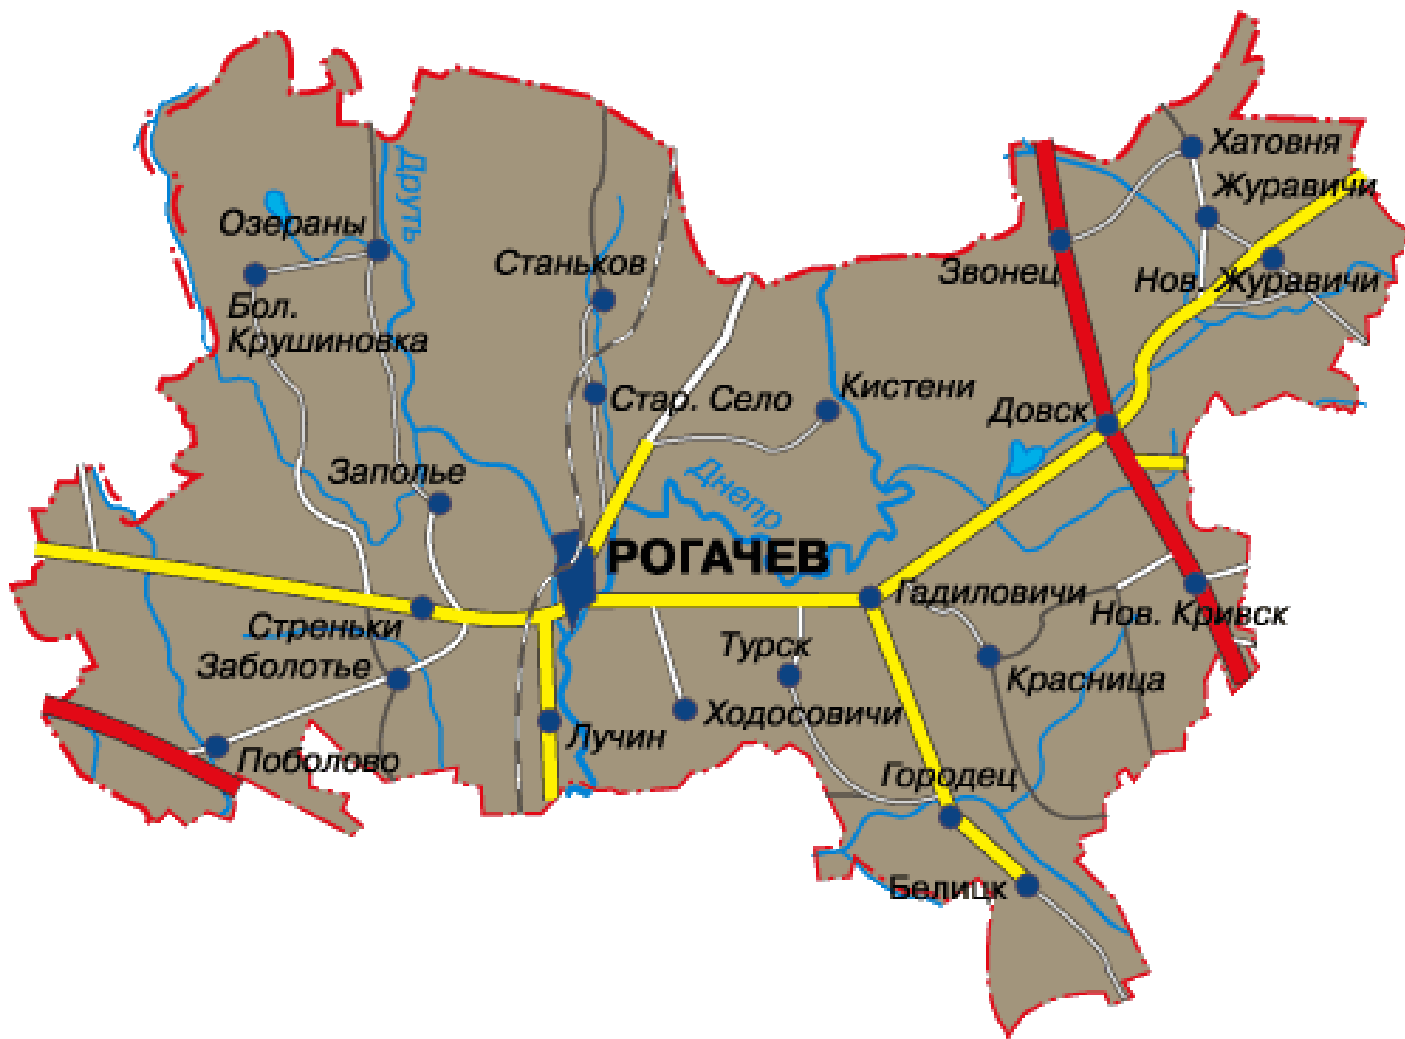 Хатовня
Друть
Журавичи
Озераны
Станьков
Звонец
Нов. Журавичи
Бол.
Крушиновка
Кистени
Стар. Село
Довск
Заполье
Днепр
РОГАЧЕВ
Гадиловичи
Нов. Кривск
Стреньки
Турск
Заболотье
Красница
Ходосовичи
Лучин
Поболово
Городец
Белицк